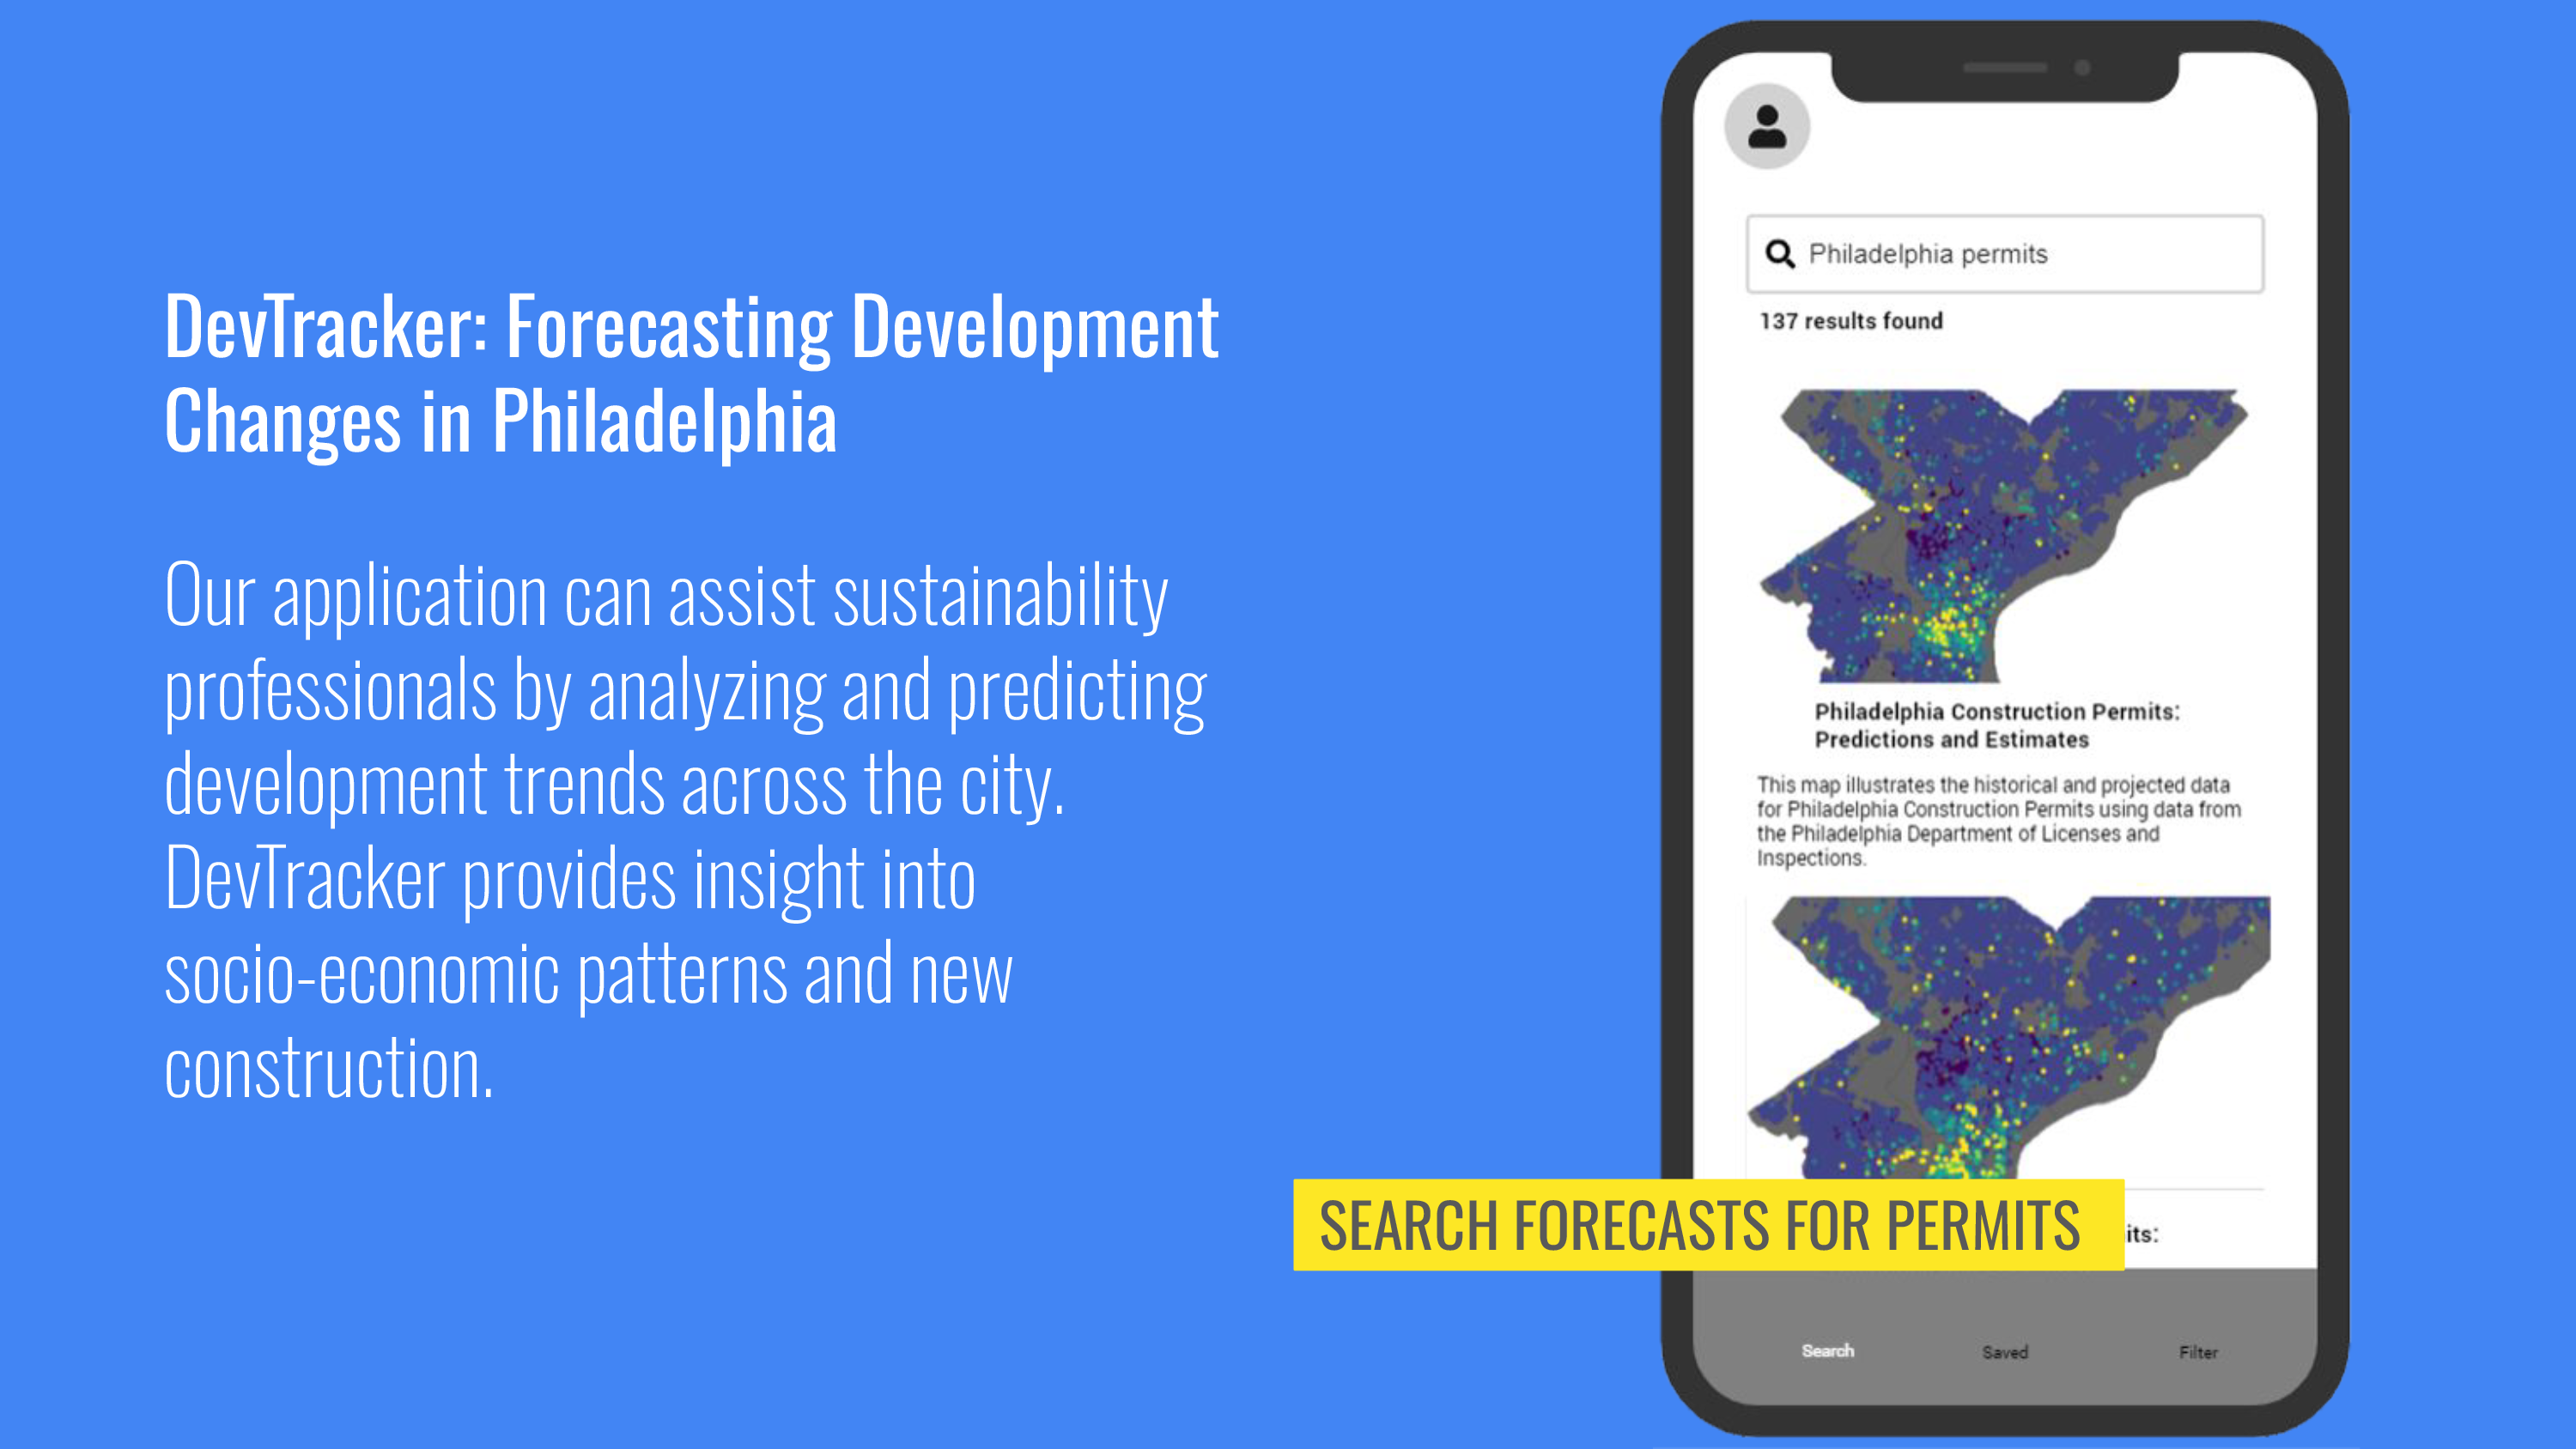 DevTracker: Forecasting Development
Changes in Philadelphia
Our application can assist sustainability
professionals by analyzing and predicting
development trends across the city.
DevTracker provides insight into
socio-economic patterns and new
construction.
Philadelphia permits
137 results found
Philadelphia Construction Permits:
Predictions and Estimates
This map illustrates the historical and projected data
for Philadelphia Construction Permits using data from
the Philadelphia Department of Licenses and
Inspections.
SEARCH FORECASTS FOR PERMITS
its:
Search
Saved
Filter